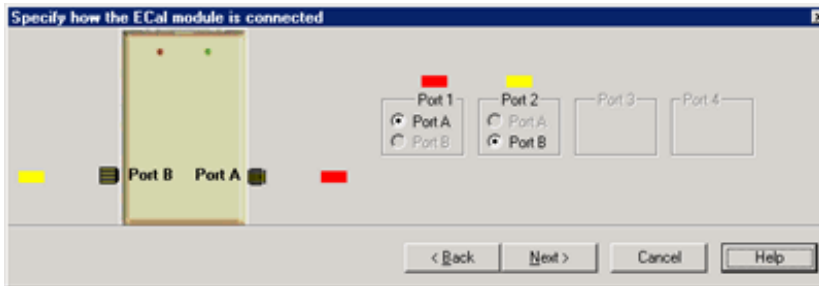 Specify how the ECal module is connected
Port 1 Port 2 Port 3 Port 4
Port A Port A
Port B Port B
Port B Port A
< Back Next > Cancel Help